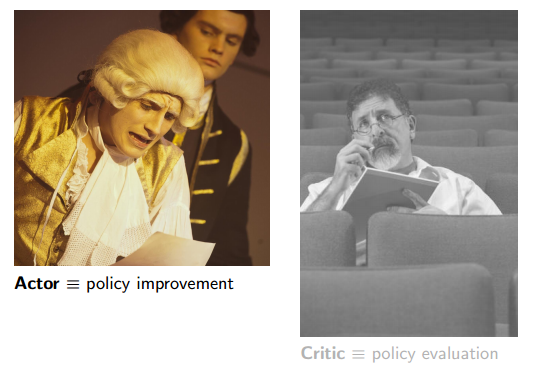 Actor ≡ policy improvement
Critic ≡ policy evaluation